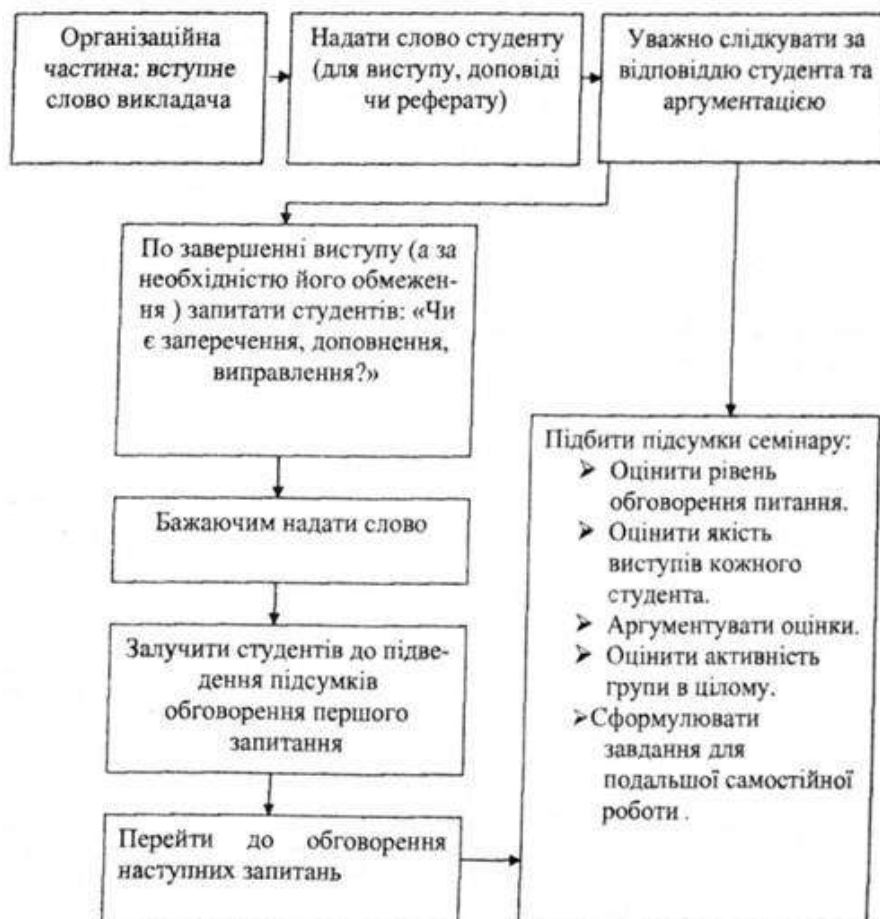 Організаційна
частина: вступне
слово викладача
Надати слово студенту
(для виступу, доповіді
чи реферату)
Уважно слідкувати за
відповіддю студента та
аргументацією
По завершенні виступу (а за
необхідністю його обмежен-
ня ) запитати студентів: «Чи
є заперечення, доповнення,
виправлення?»
Бажаючим надати слово
Залучити студентів до підве-
дення підсумків
обговорення першого
запитання
Перейти до обговорення
наступних запитань
Підбити підсумки семінару:
➤ Оцінити рівень
обговорення питання.
➤ Оцінити якість
виступів кожного
студента.
➤ Аргументувати оцінки.
➤ Оцінити активність
групи в цілому.
➤Сформулювати
завдання для
подальшої самостійної
роботи .